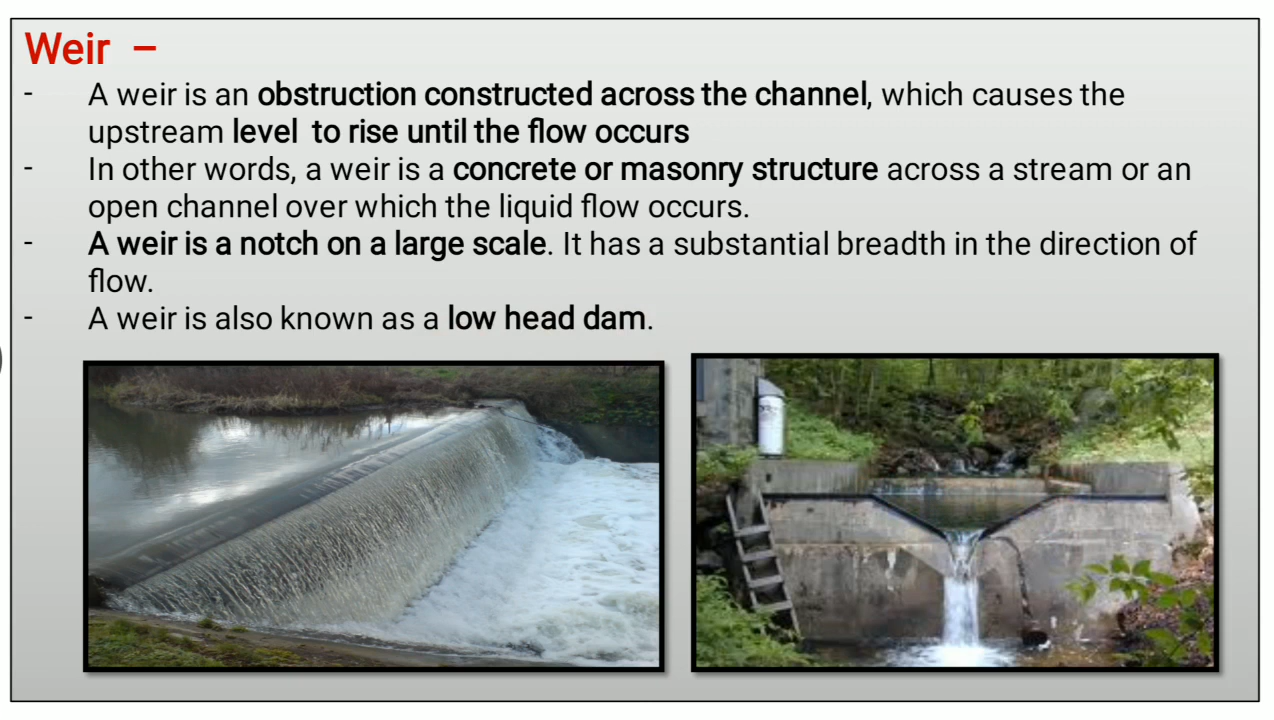 Weir –
- A weir is an obstruction constructed across the channel, which causes the
upstream level to rise until the flow occurs
- In other words, a weir is a concrete or masonry structure across a stream or an
open channel over which the liquid flow occurs.
- A weir is a notch on a large scale. It has a substantial breadth in the direction of
flow.
- A weir is also known as a low head dam.